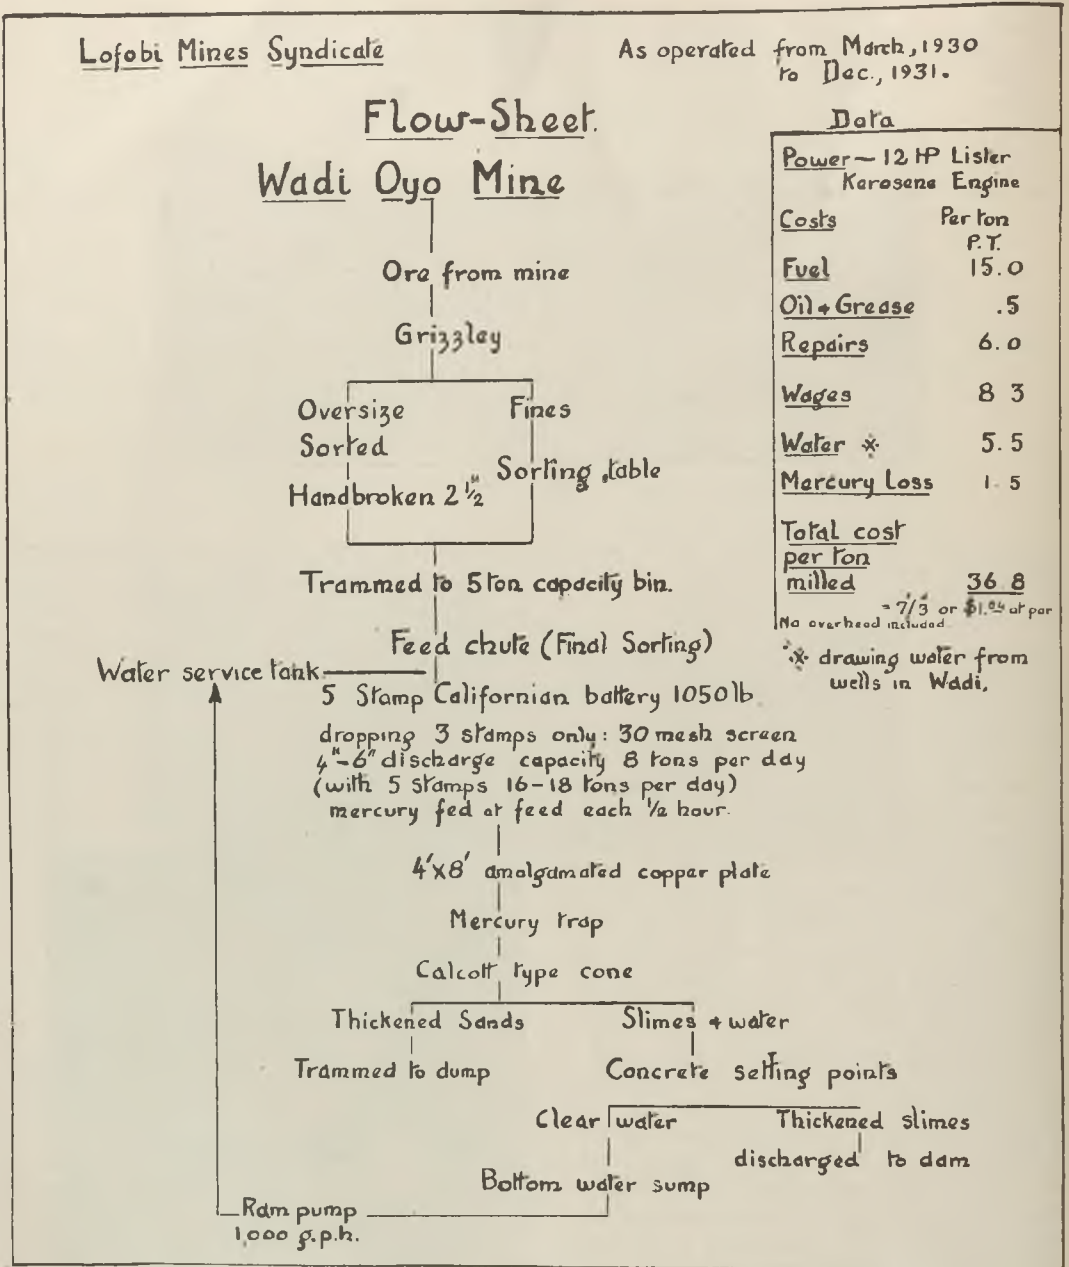 Lofobi Mines Syndicate
As operated from March, 1930
to Dec., 1931.
Flow-Sheet.
Wadi Oyo Mine
Ore from mine
Grizzley
Oversize
Sorted
Handbroken 2 ½"
Fines
Sorting table
Trammed to 5 ton capacity bin.
Feed chute (Final Sorting)
Water service tank
5 Stamp Californian battery 1050 lb
dropping 3 stamps only: 30 mesh screen
4"-6" discharge capacity 8 tons per day
(with 5 stamps 16-18 tons per day)
mercury fed at feed each ½ hour.
4'x8' amalgamated copper plate
Mercury trap
Calcott type cone
Thickened Sands
Trammed to dump
Slimes + water
Concrete setting points
Clear water
Thickened slimes
discharged to dam
Bottom water sump
Ram pump
1,000 g.p.h.
Data
Power ~ 12 HP Lister
Kerosene Engine
Costs Per ton
P.T.
Fuel 15.0
Oil + Grease .5
Repairs 6.0
Wages 8 3
Water ※ 5.5
Mercury Loss 1.5
Total cost
per ton
milled 36 8
= 7/3 or $1.04 at par
No overhead included
※ drawing water from
wells in Wadi.